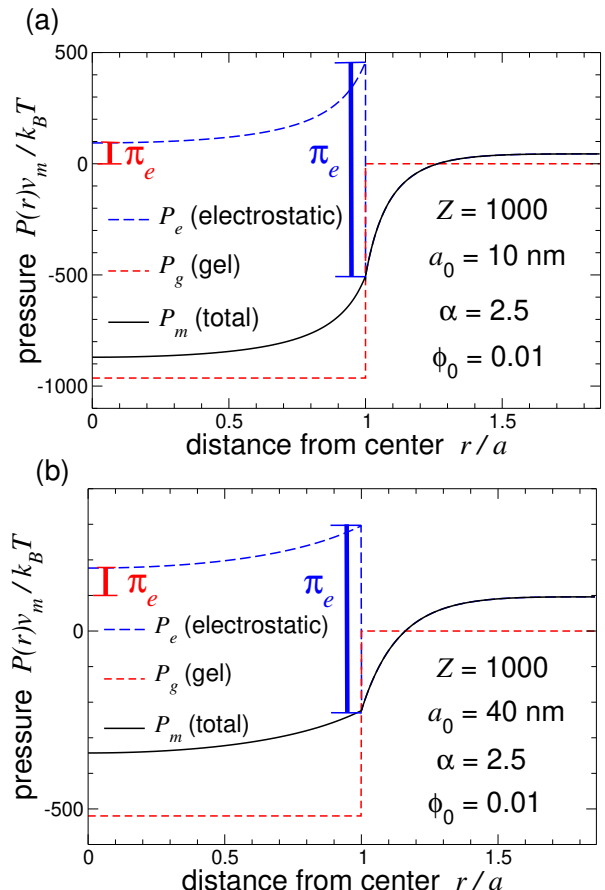 (a)
500
0
-500
-1000
pressure P(r)v_m / k_B T
π_e
π_e
P_e (electrostatic)
P_g (gel)
P_m (total)
Z = 1000
a_0 = 10 nm
α = 2.5
ϕ_0 = 0.01
0
0.5
1
1.5
distance from center r / a
(b)
0
-500
pressure P(r)v_m / k_B T
π_e
π_e
P_e (electrostatic)
P_g (gel)
P_m (total)
Z = 1000
a_0 = 40 nm
α = 2.5
ϕ_0 = 0.01
0
0.5
1
1.5
distance from center r / a